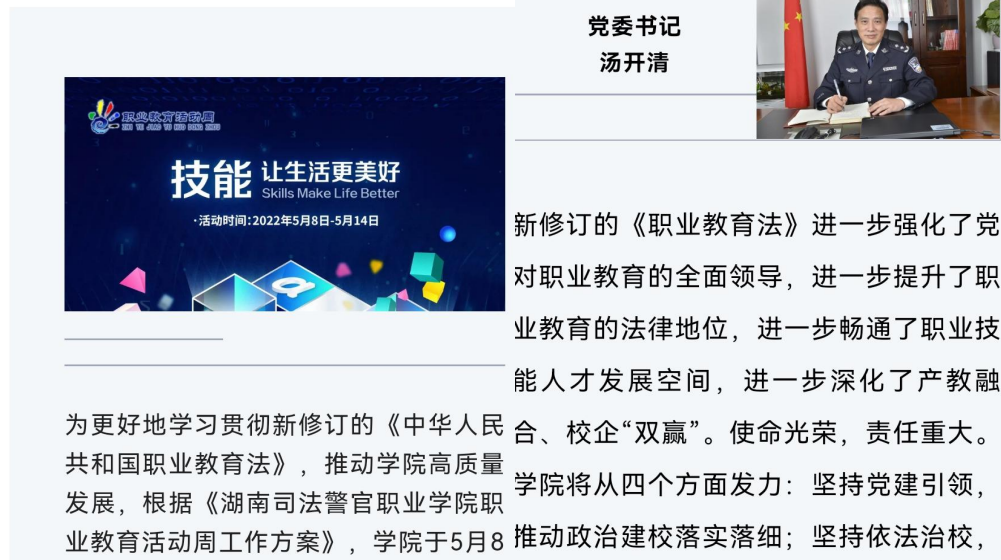 职业教育活动周
ZHI YE JIAO YU HUO DONG ZHOU
技能 让生活更美好
Skills Make Life Better
·活动时间:2022年5月8日-5月14日
为更好地学习贯彻新修订的《中华人民
共和国职业教育法》，推动学院高质量
发展，根据《湖南司法警官职业学院职
业教育活动周工作方案》，学院于5月8
党委书记
汤开清
新修订的《职业教育法》进一步强化了党
对职业教育的全面领导，进一步提升了职
业教育的法律地位，进一步畅通了职业技
能人才发展空间，进一步深化了产教融
合、校企“双赢”。使命光荣，责任重大。
学院将从四个方面发力：坚持党建引领，
推动政治建校落实落细；坚持依法治校，